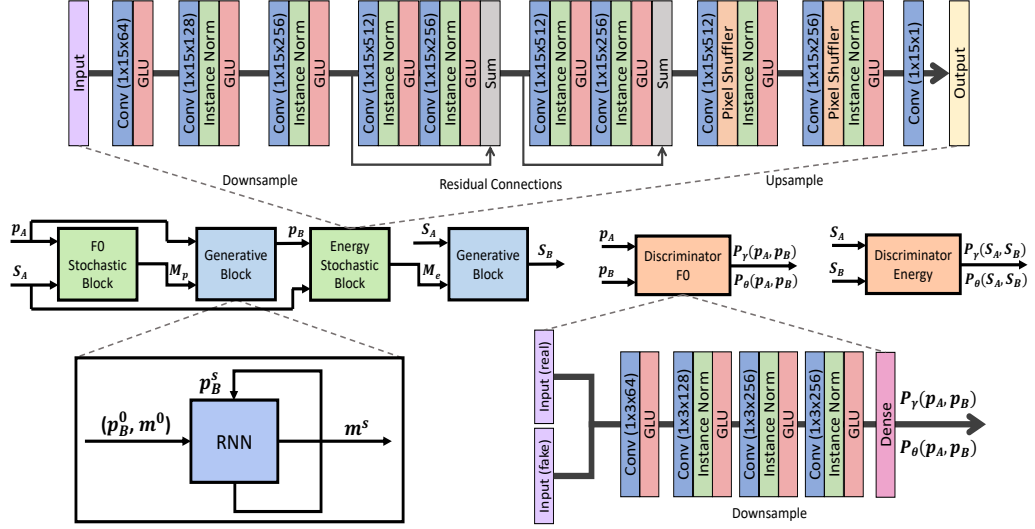 Input
Conv (1x15x64)
GLU
Conv (1x15x128)
Instance Norm
GLU
Conv (1x15x256)
Instance Norm
GLU
Conv (1x15x512)
Instance Norm
GLU
Conv (1x15x256)
Instance Norm
GLU
Sum
Conv (1x15x512)
Instance Norm
GLU
Conv (1x15x256)
Instance Norm
GLU
Sum
Conv (1x15x512)
Pixel Shuffler
Instance Norm
GLU
Conv (1x15x256)
Pixel Shuffler
Instance Norm
GLU
Conv (1x15x1)
Output
Downsample
Residual Connections
Upsample
p_A
S_A
F0
Stochastic
Block
M_p
Generative
Block
p_B
Energy
Stochastic
Block
S_A
M_e
Generative
Block
S_B
p_A
p_B
Discriminator
F0
P_γ(p_A, p_B)
P_θ(p_A, p_B)
S_A
S_B
Discriminator
Energy
P_γ(S_A, S_B)
P_θ(S_A, S_B)
p_B^s
(p_B^0, m^0)
RNN
m^s
Input (real)
Input (fake)
Conv (1x3x64)
GLU
Conv (1x3x128)
Instance Norm
GLU
Conv (1x3x256)
Instance Norm
GLU
Conv (1x3x256)
Instance Norm
GLU
Dense
P_γ(p_A, p_B)
P_θ(p_A, p_B)
Downsample